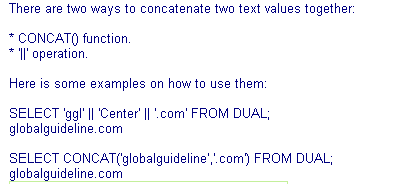 There are two ways to concatenate two text values together:
* CONCAT() function.
* '||' operation.
Here is some examples on how to use them:
SELECT 'ggl' || 'Center' || '.com' FROM DUAL;
globalguideline.com
SELECT CONCAT('globalguideline','.com') FROM DUAL;
globalguideline.com